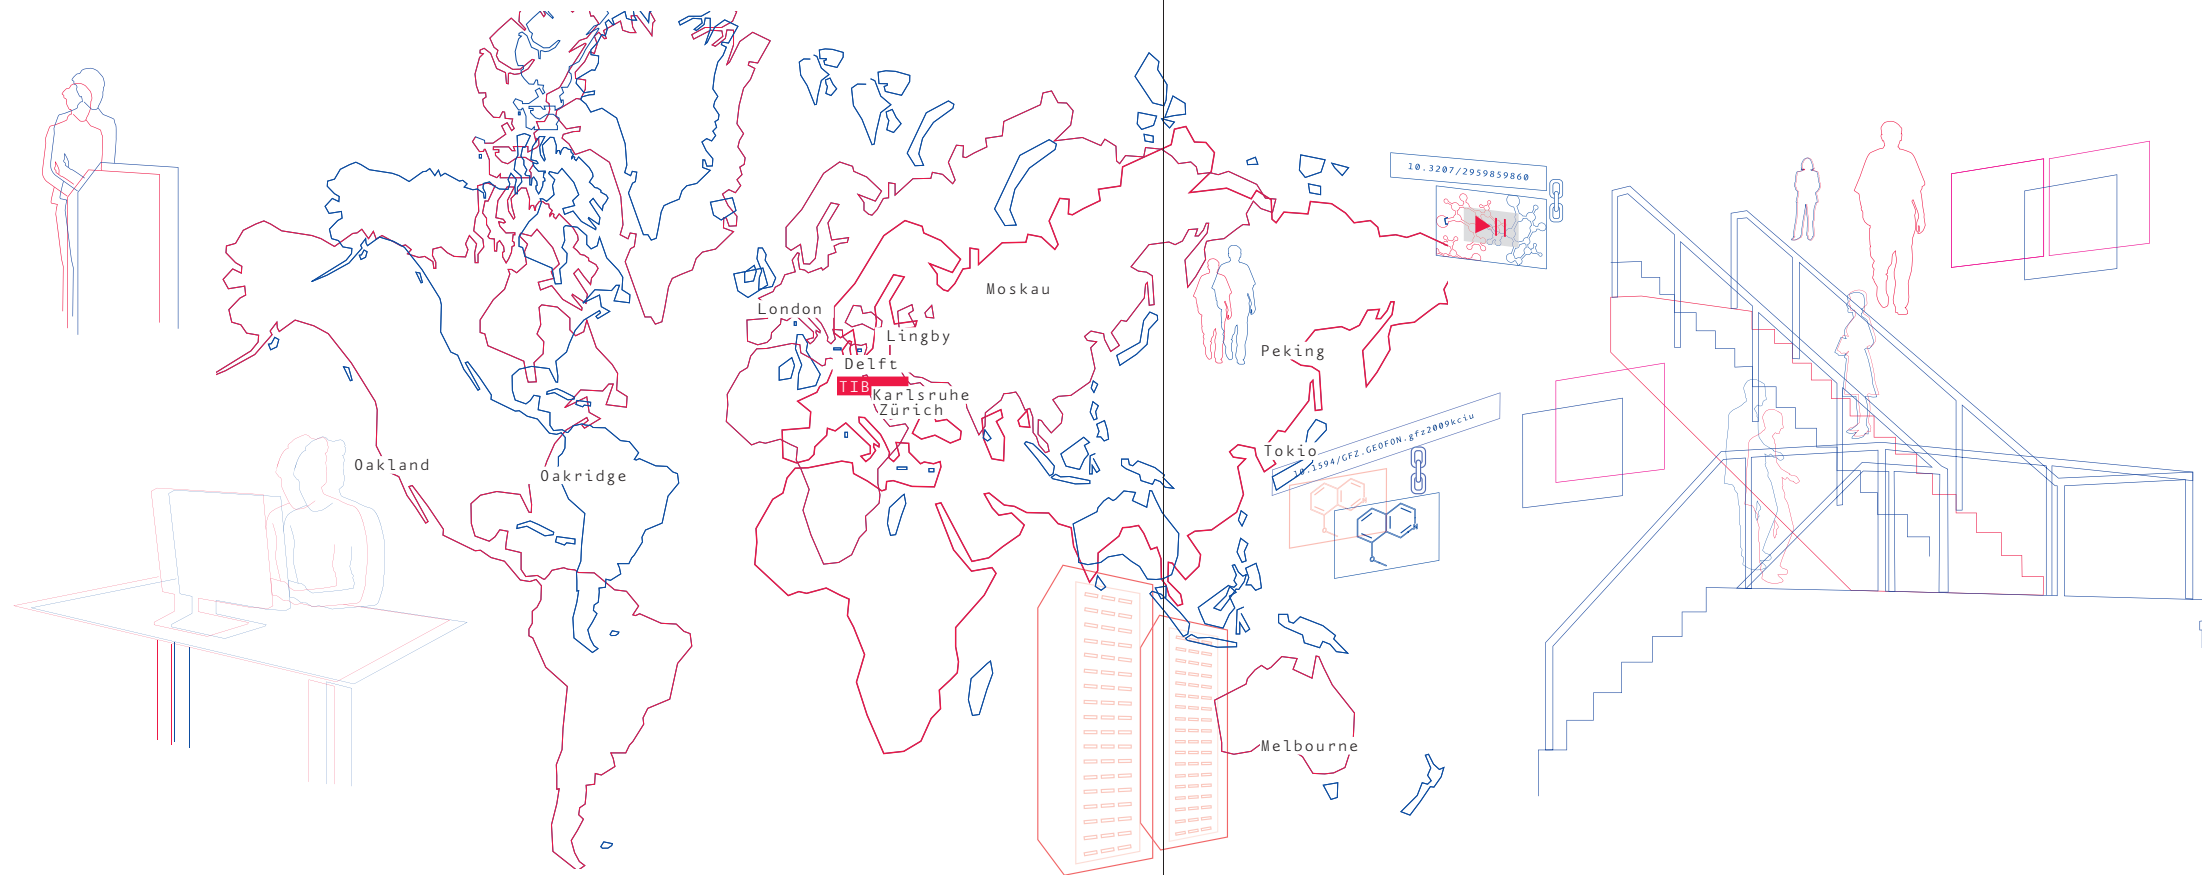 10.3207/2959859860
Moskau
London
Lingby
Peking
Delft
TIB
Karlsruhe
Zürich
10.1594/GFZ.GEOFON.gfz2009kciu
Tokio
Oakland
Oakridge
N
Melbourne